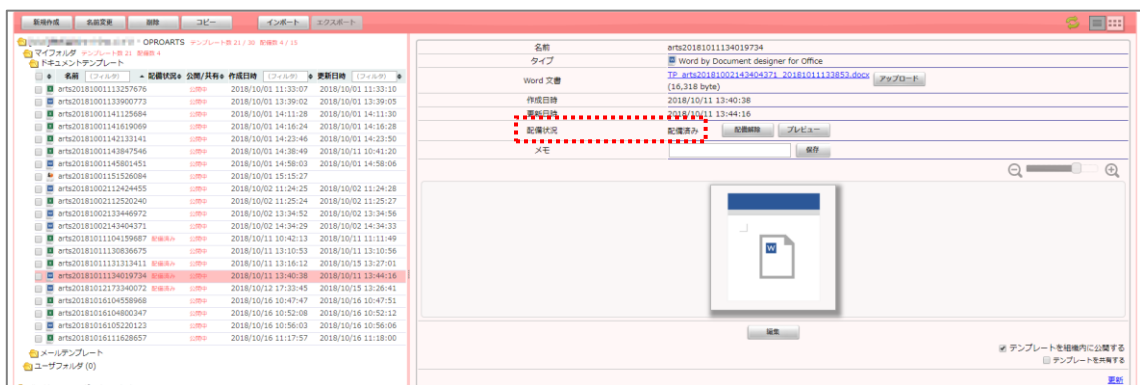 新規作成 名前変更 削除 コピー インポート エクスポート
OPROARTS テンプレート数 21 / 30 配備数 4 / 15
マイフォルダ テンプレート数 21 配備数 4
ドキュメントテンプレート
名前 (フィルタ) 配備状況 公開/共有 作成日時 (フィルタ) 更新日時 (フィルタ)
arts20181001113257676 公開中 2018/10/01 11:33:07 2018/10/01 11:33:10
arts20181001133900773 公開中 2018/10/01 13:39:02 2018/10/01 13:39:05
arts20181001141125684 公開中 2018/10/01 14:11:28 2018/10/01 14:11:30
arts20181001141619069 公開中 2018/10/01 14:16:24 2018/10/01 14:16:28
arts20181001142133141 公開中 2018/10/01 14:23:46 2018/10/01 14:23:50
arts20181001143847546 公開中 2018/10/01 14:38:49 2018/10/11 10:41:20
arts20181001145801451 公開中 2018/10/01 14:58:03 2018/10/01 14:58:06
arts20181001151526084 公開中 2018/10/01 15:15:27
arts20181002112424455 公開中 2018/10/02 11:24:25 2018/10/02 11:24:28
arts20181002112520240 公開中 2018/10/02 11:25:24 2018/10/02 11:25:27
arts20181002133446972 公開中 2018/10/02 13:34:52 2018/10/02 13:34:56
arts20181002143404371 公開中 2018/10/02 14:34:29 2018/10/02 14:34:33
arts20181011104159687 配備済み 公開中 2018/10/11 10:42:13 2018/10/11 11:11:49
arts20181011130836675 公開中 2018/10/11 13:10:53 2018/10/11 13:10:56
arts20181011131313411 配備済み 公開中 2018/10/11 13:16:12 2018/10/15 13:27:01
arts20181011134019734 配備済み 公開中 2018/10/11 13:40:38 2018/10/11 13:44:16
arts20181012173340072 配備済み 公開中 2018/10/12 17:33:45 2018/10/15 13:26:41
arts20181016104558968 公開中 2018/10/16 10:47:47 2018/10/16 10:47:51
arts20181016104800347 公開中 2018/10/16 10:52:08 2018/10/16 10:52:12
arts20181016105220123 公開中 2018/10/16 10:56:03 2018/10/16 10:56:06
arts20181016111628657 公開中 2018/10/16 11:17:57 2018/10/16 11:18:00
メールテンプレート
ユーザフォルダ (0)
名前 arts20181011134019734
タイプ Word by Document designer for Office
Word 文書 TP_arts20181002143404371_20181011133853.docx アップロード
(16,318 byte)
作成日時 2018/10/11 13:40:38
更新日時 2018/10/11 13:44:16
配備状況 配備済み 配備解除 プレビュー
メモ 保存
W
編集
テンプレートを組織内に公開する
テンプレートを共有する
更新